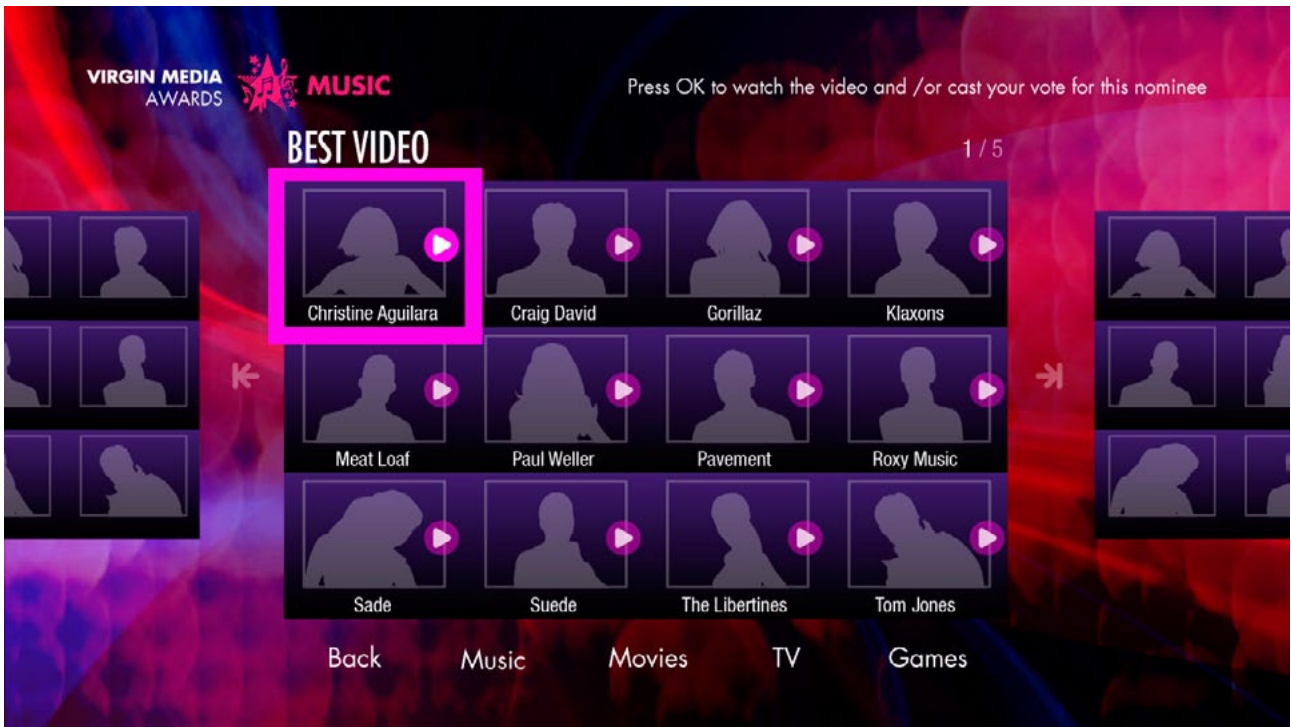 VIRGIN MEDIA
AWARDS
MUSIC
Press OK to watch the video and /or cast your vote for this nominee
BEST VIDEO
1 / 5
Christine Aguilara
Craig David
Gorillaz
Klaxons
Meat Loaf
Paul Weller
Pavement
Roxy Music
Sade
Suede
The Libertines
Tom Jones
Back
Music
Movies
TV
Games